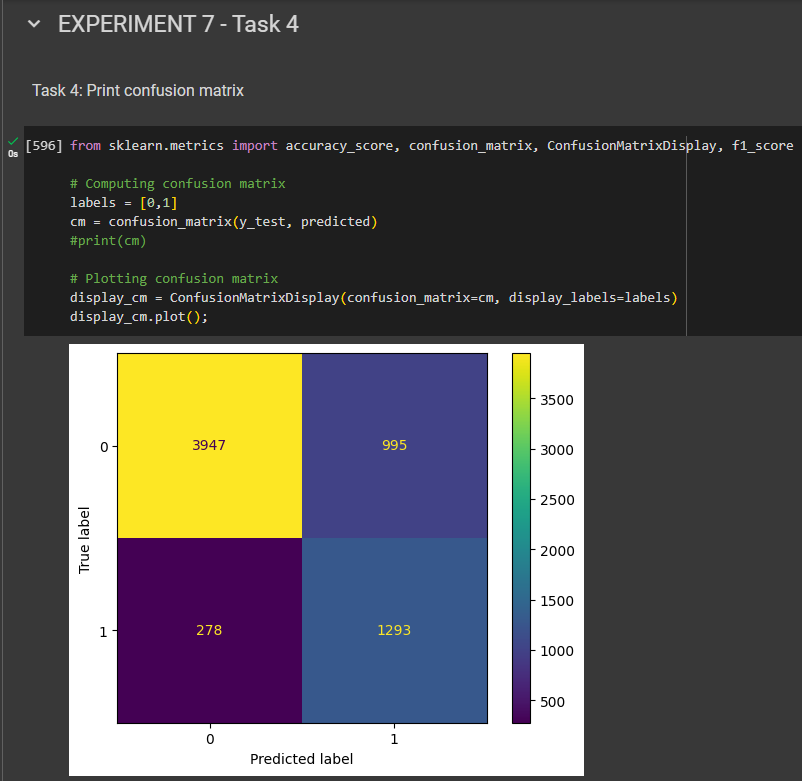 EXPERIMENT 7 - Task 4
Task 4: Print confusion matrix
0s
[596] from sklearn.metrics import accuracy_score, confusion_matrix, ConfusionMatrixDisplay, f1_score
# Computing confusion matrix
labels = [0,1]
cm = confusion_matrix(y_test, predicted)
#print(cm)
# Plotting confusion matrix
display_cm = ConfusionMatrixDisplay(confusion_matrix=cm, display_labels=labels)
display_cm.plot();
True label
0
3947
995
1
278
1293
0
1
Predicted label
3500
3000
2500
2000
1500
1000
500